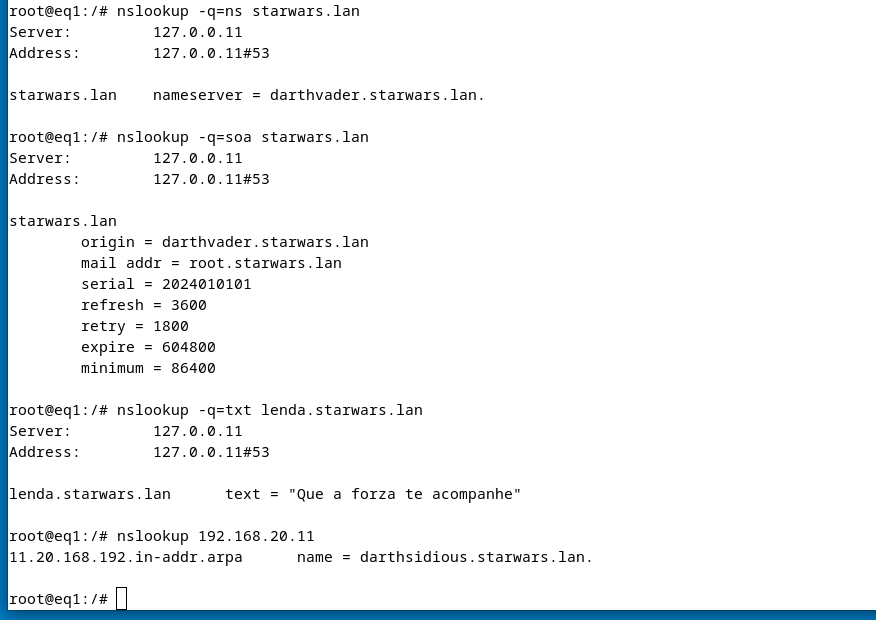 root@eq1:/# nslookup -q=ns starwars.lan
Server:         127.0.0.11
Address:        127.0.0.11#53

starwars.lan    nameserver = darthvader.starwars.lan.

root@eq1:/# nslookup -q=soa starwars.lan
Server:         127.0.0.11
Address:        127.0.0.11#53

starwars.lan
        origin = darthvader.starwars.lan
        mail addr = root.starwars.lan
        serial = 2024010101
        refresh = 3600
        retry = 1800
        expire = 604800
        minimum = 86400

root@eq1:/# nslookup -q=txt lenda.starwars.lan
Server:         127.0.0.11
Address:        127.0.0.11#53

lenda.starwars.lan      text = "Que a forza te acompanhe"

root@eq1:/# nslookup 192.168.20.11
11.20.168.192.in-addr.arpa      name = darthsidious.starwars.lan.

root@eq1:/#